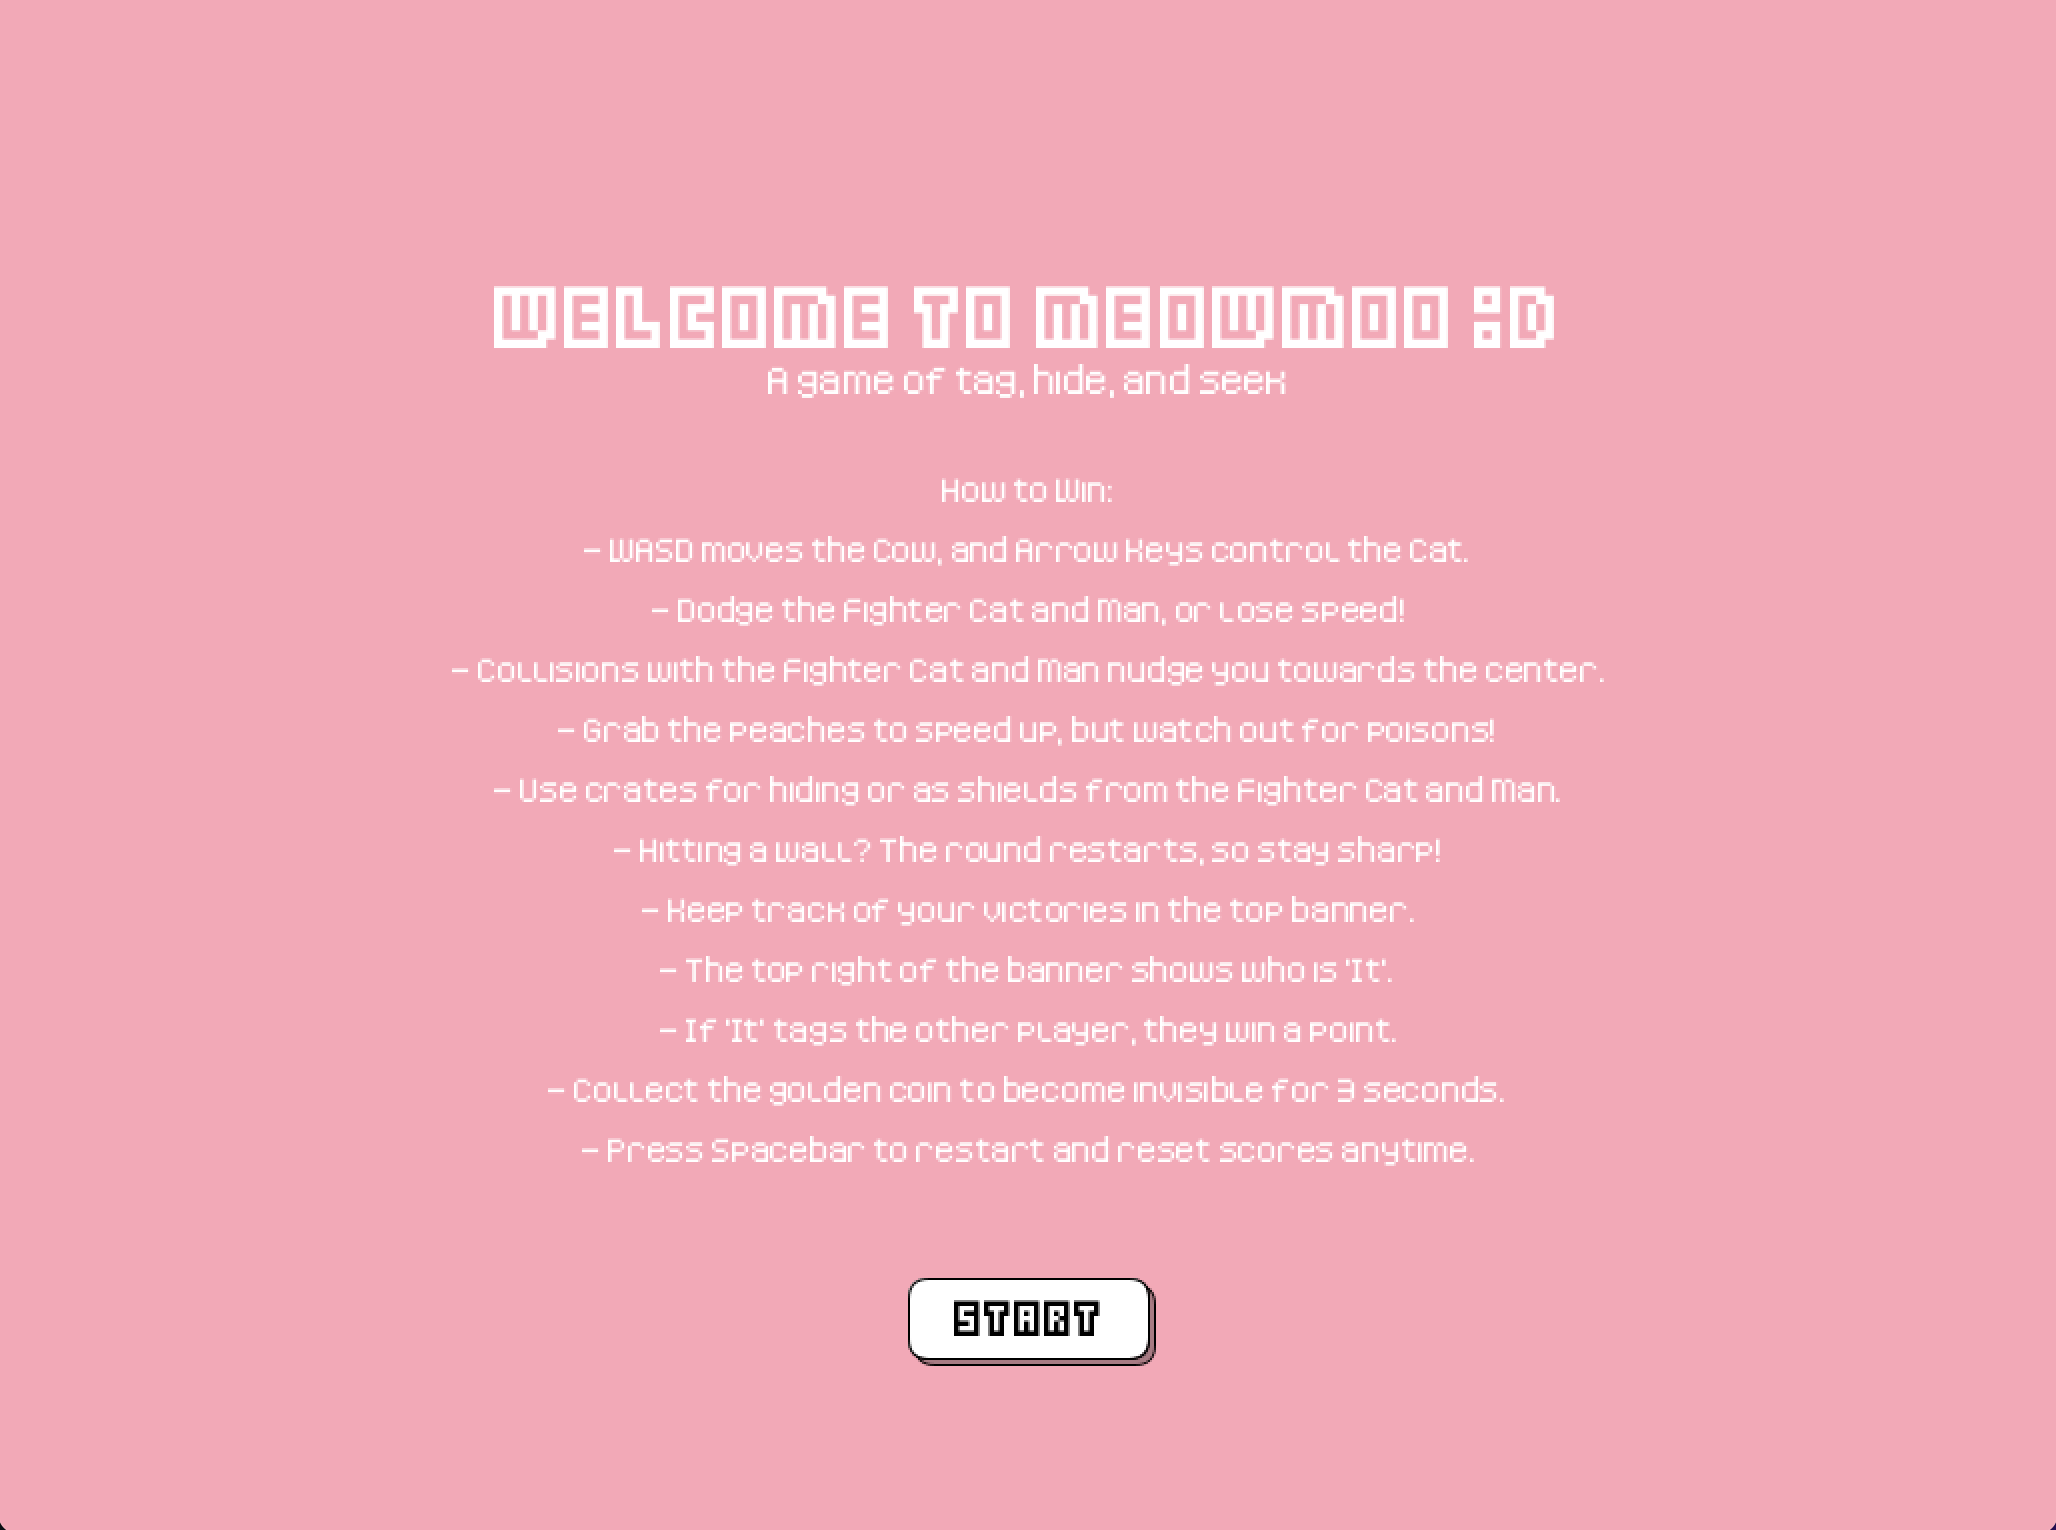 WELCOME TO MEOWMOO :D
A game of tag, hide, and seek
How to Win:
- WASD moves the Cow, and Arrow Keys control the Cat.
- Dodge the Fighter Cat and Man, or lose speed!
- Collisions with the Fighter Cat and Man nudge you towards the center.
- Grab the peaches to speed up, but watch out for poisons!
- Use crates for hiding or as shields from the Fighter Cat and Man.
- Hitting a wall? The round restarts, so stay sharp!
- Keep track of your victories in the top banner.
- The top right of the banner shows who is 'It'.
- If 'It' tags the other player, they win a point.
- Collect the golden coin to become invisible for 3 seconds.
- Press Spacebar to restart and reset scores anytime.
START